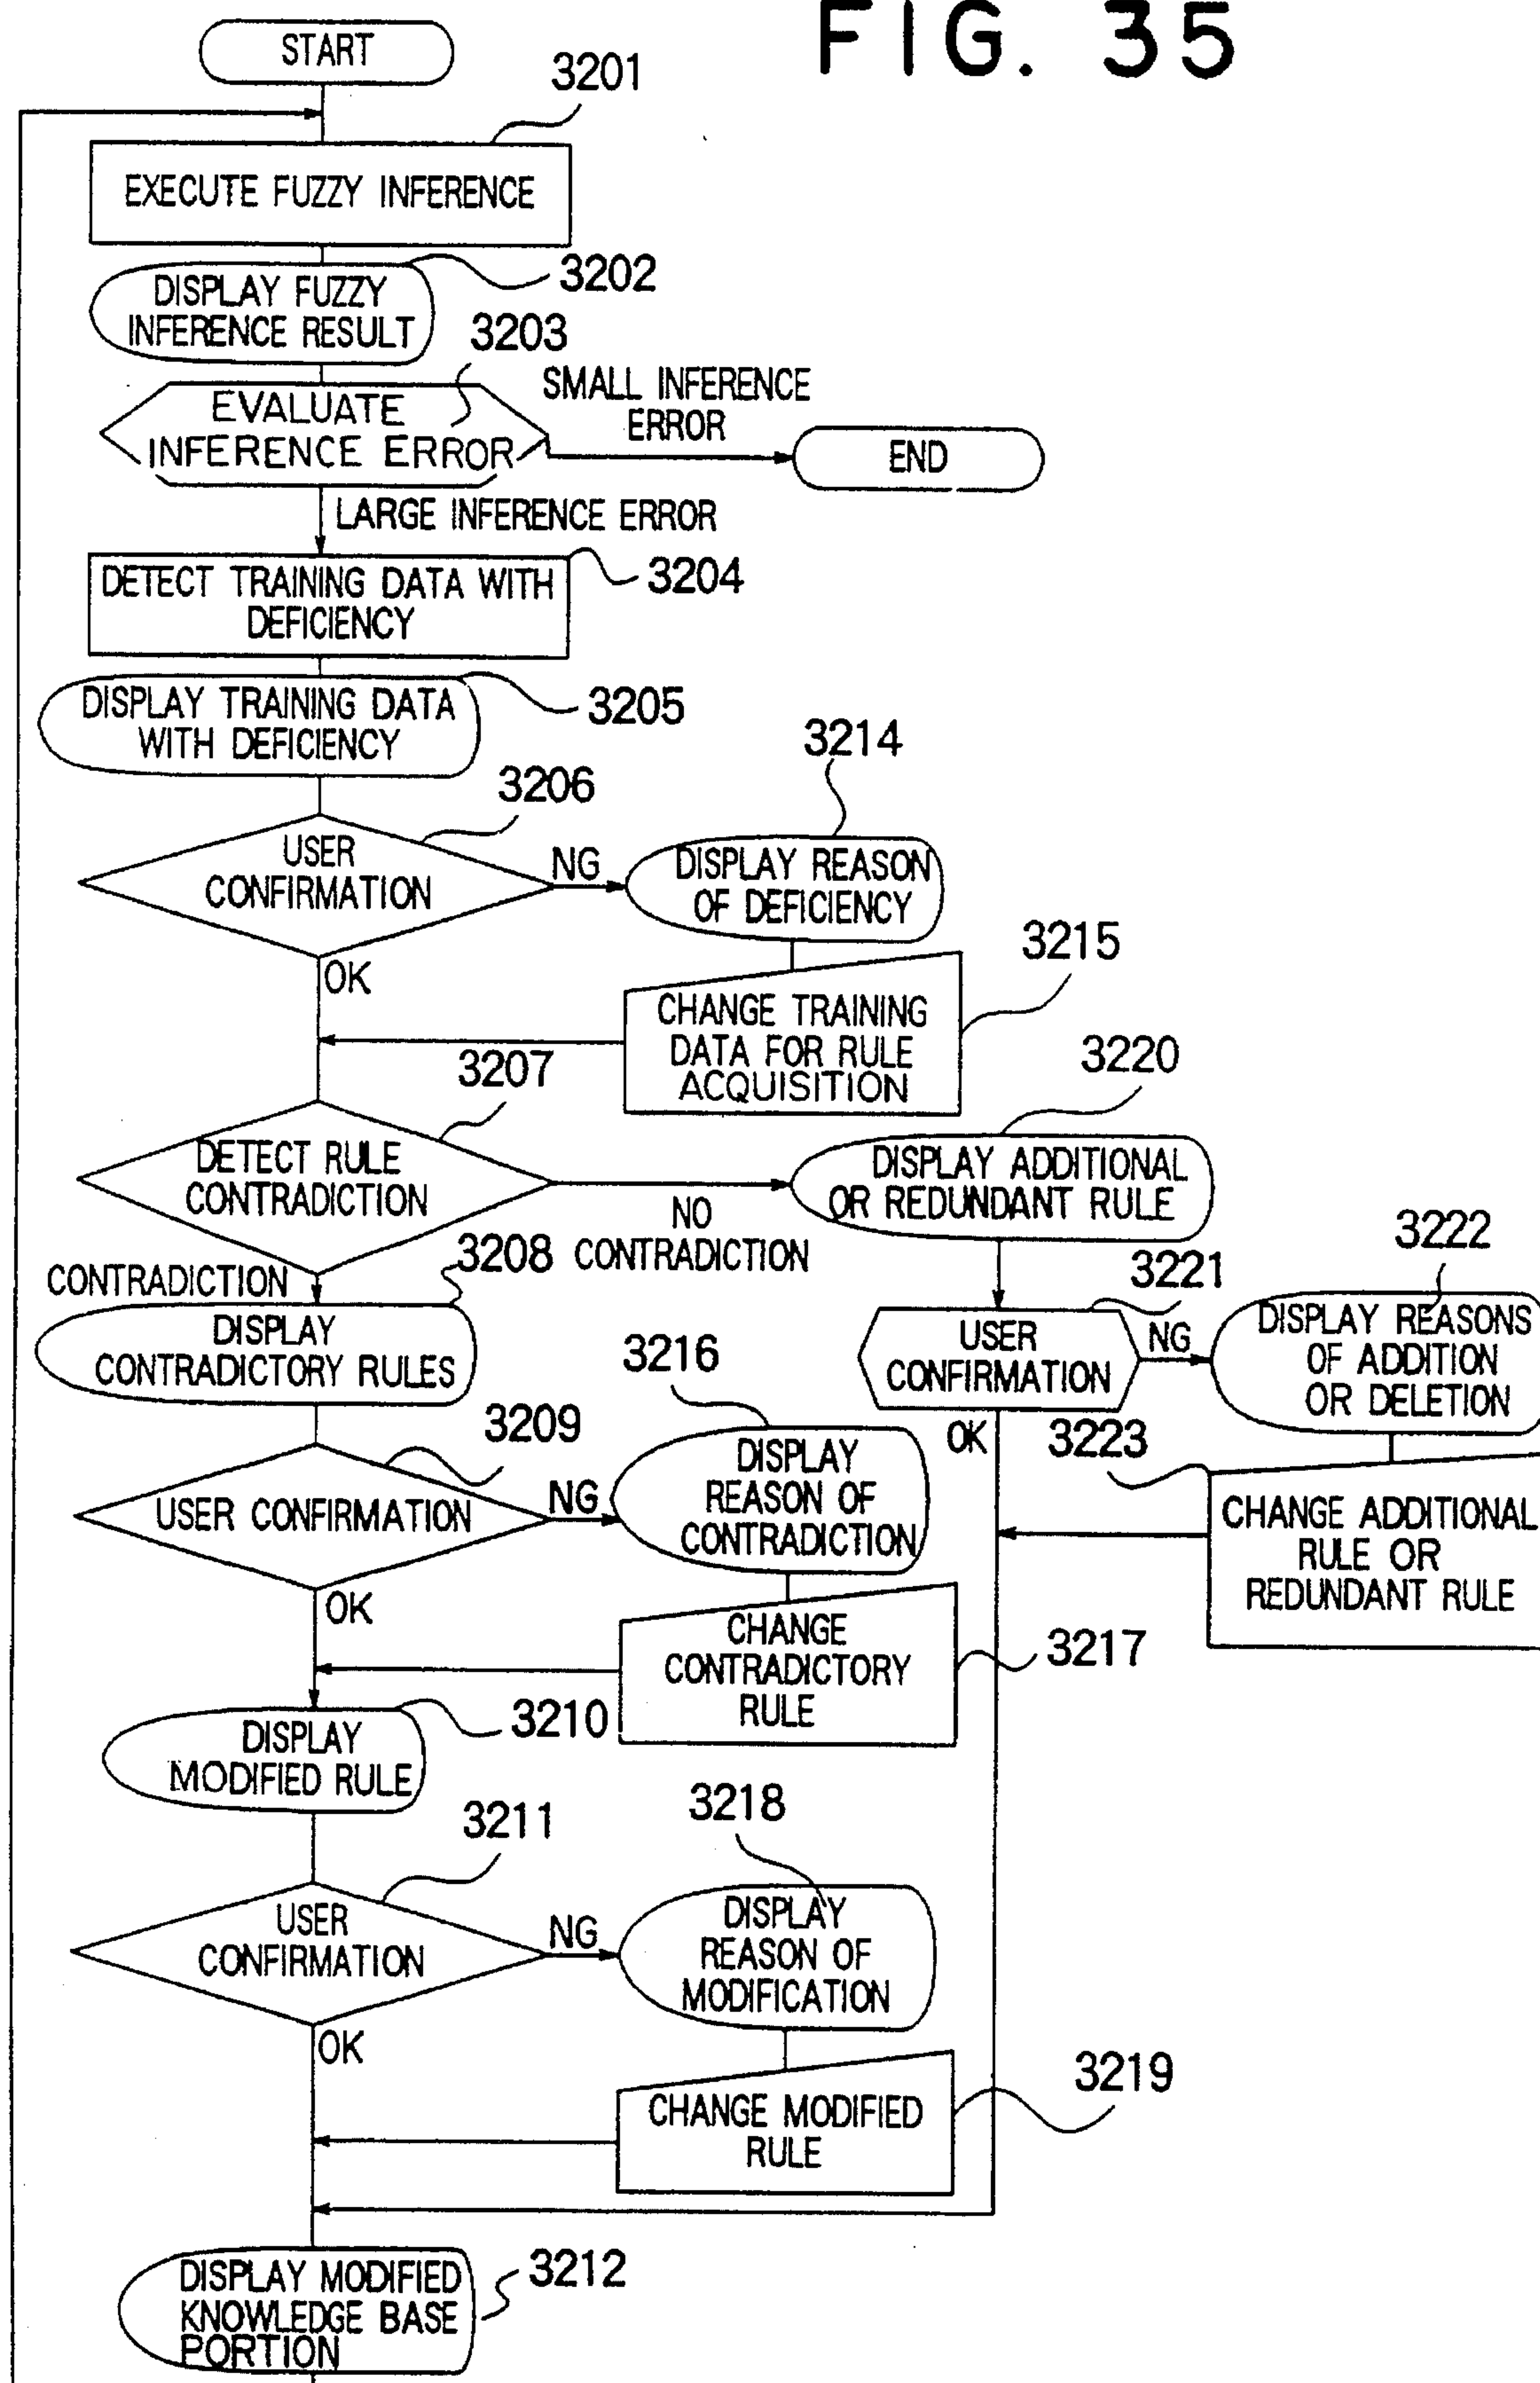 FIG. 35
START
3201
EXECUTE FUZZY INFERENCE
3202
DISPLAY FUZZY
INFERENCE RESULT
3203
EVALUATE
INFERENCE ERROR
SMALL INFERENCE
ERROR
END
LARGE INFERENCE ERROR
3204
DETECT TRAINING DATA WITH
DEFICIENCY
3205
DISPLAY TRAINING DATA
WITH DEFICIENCY
3206
USER
CONFIRMATION
NG
OK
3214
DISPLAY REASON
OF DEFICIENCY
3215
CHANGE TRAINING
DATA FOR RULE
ACQUISITION
3207
DETECT RULE
CONTRADICTION
NO
CONTRADICTION
3220
DISPLAY ADDITIONAL
OR REDUNDANT RULE
CONTRADICTION
3208
DISPLAY
CONTRADICTORY RULES
3221
USER
CONFIRMATION
NG
OK
3222
DISPLAY REASONS
OF ADDITION
OR DELETION
3223
CHANGE ADDITIONAL
RULE OR
REDUNDANT RULE
3209
USER CONFIRMATION
NG
OK
3216
DISPLAY
REASON OF
CONTRADICTION
3217
CHANGE
CONTRADICTORY
RULE
3210
DISPLAY
MODIFIED RULE
3211
USER
CONFIRMATION
NG
OK
3218
DISPLAY
REASON OF
MODIFICATION
3219
CHANGE MODIFIED
RULE
3212
DISPLAY MODIFIED
KNOWLEDGE BASE
PORTION